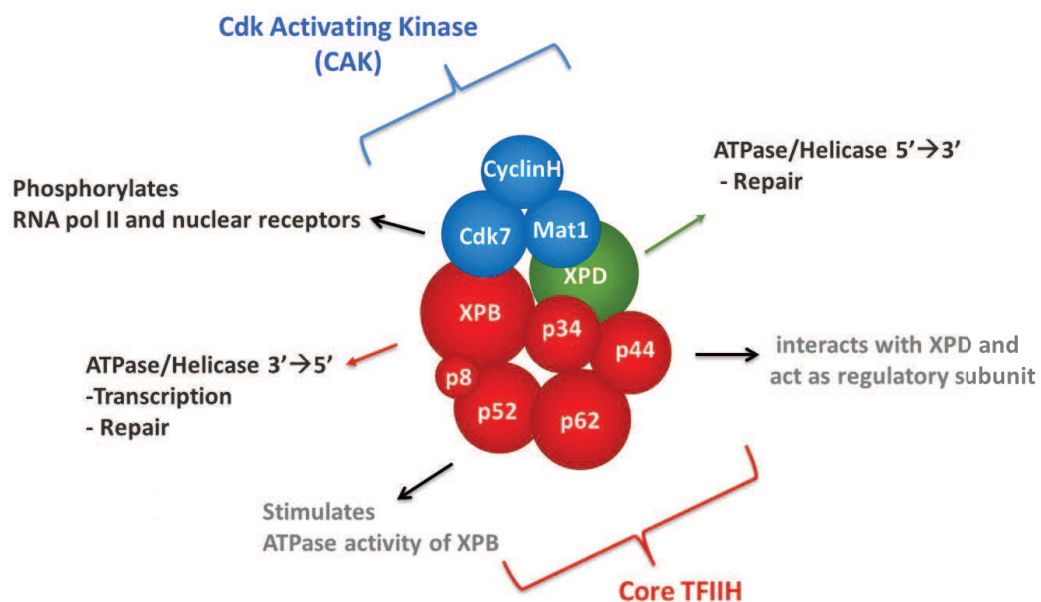 Cdk Activating Kinase
(CAK)
CyclinH
Cdk7
Mat1
XPD
XPB
p34
p44
p8
p52
p62
ATPase/Helicase 5’→3’
- Repair
Phosphorylates
RNA pol II and nuclear receptors
ATPase/Helicase 3’→5’
-Transcription
- Repair
interacts with XPD and
act as regulatory subunit
Stimulates
ATPase activity of XPB
Core TFIIH